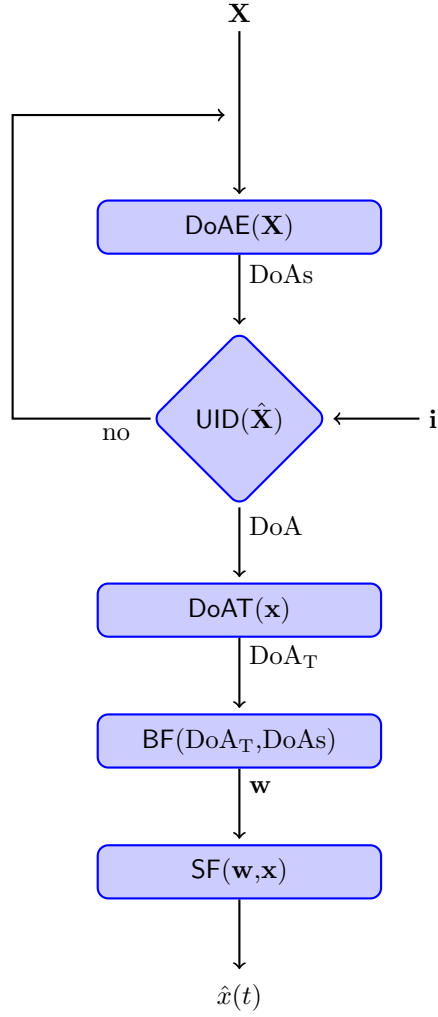 X
DoAE(X)
DoAs
UID(X̂)
i
no
DoA
DoAT(x)
DoA_T
BF(DoA_T,DoAs)
w
SF(w,x)
x̂(t)